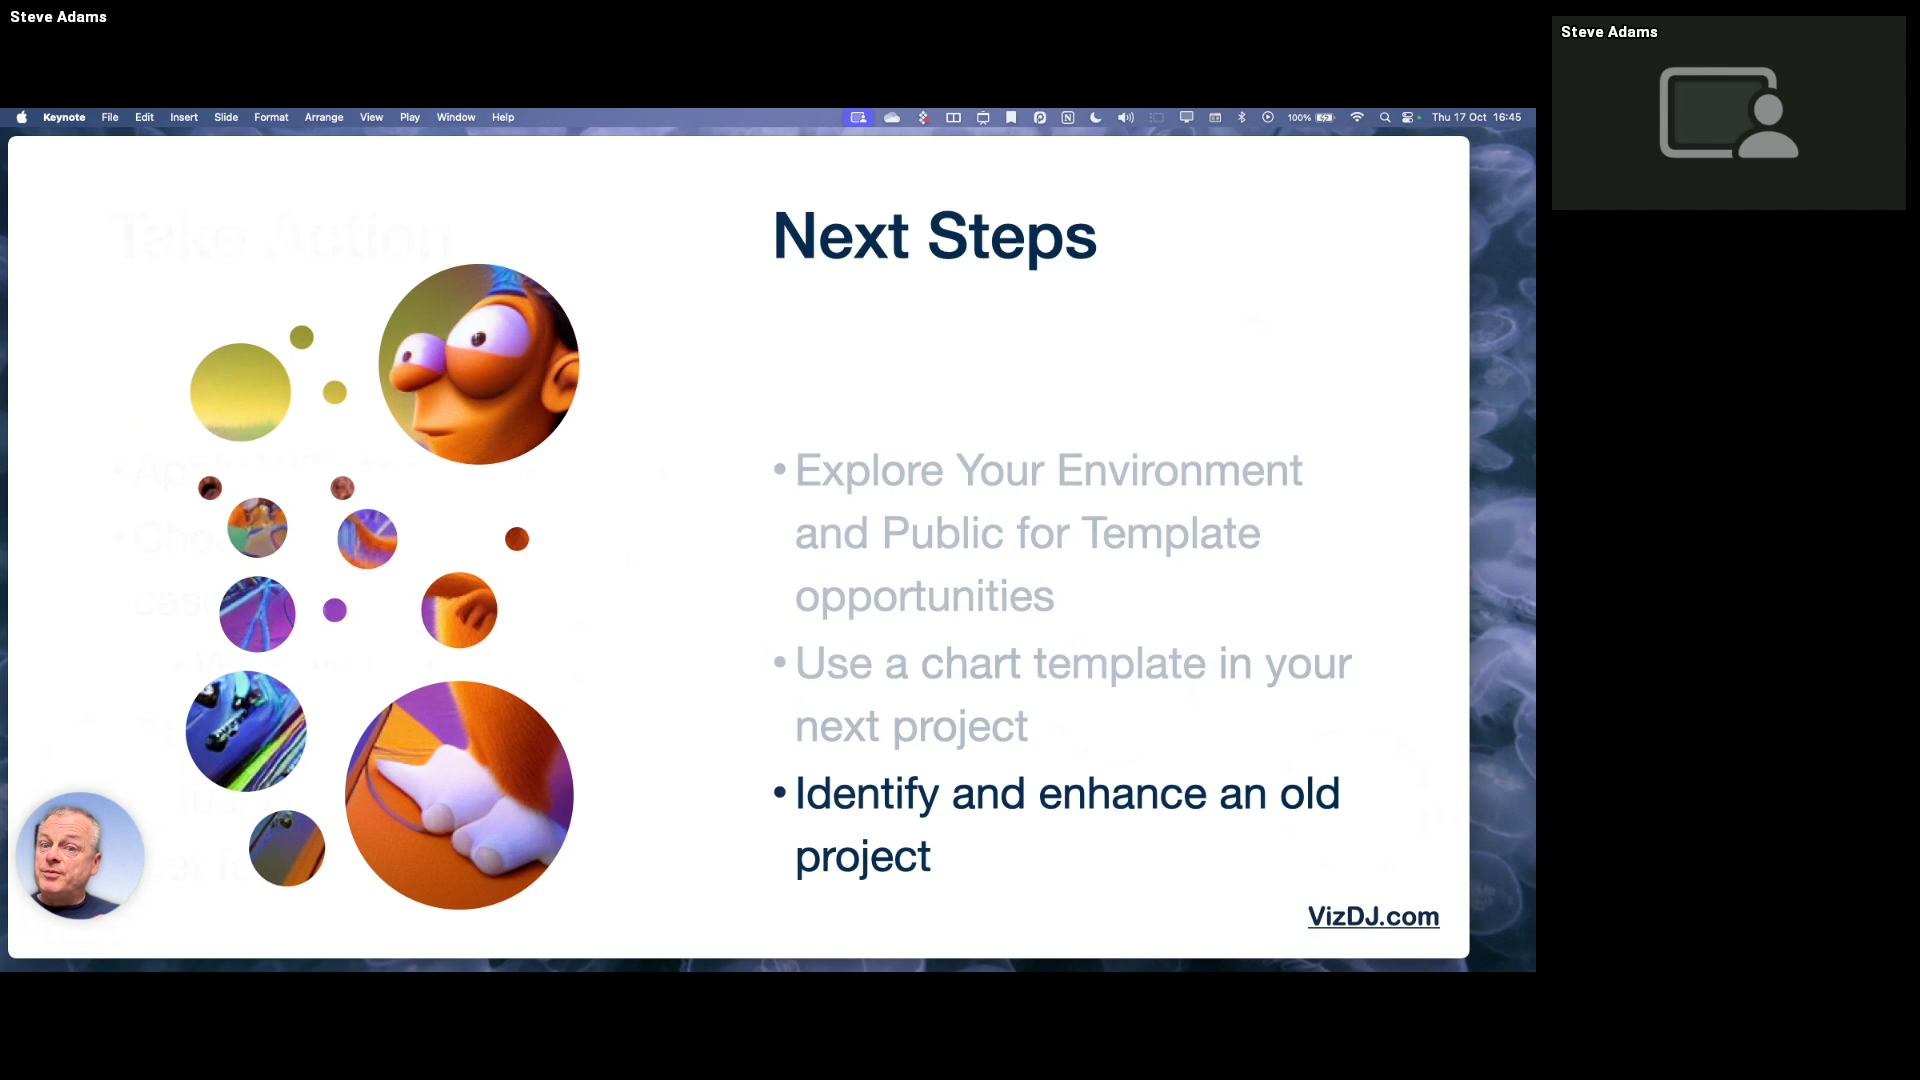 Steve Adams
Steve Adams
Keynote File Edit Insert Slide Format Arrange View Play Window Help
100% Thu 17 Oct 16:45
Take Action
Next Steps
• Explore Your Environment
and Public for Template
opportunities
• Use a chart template in your
next project
• Identify and enhance an old
project
VizDJ.com